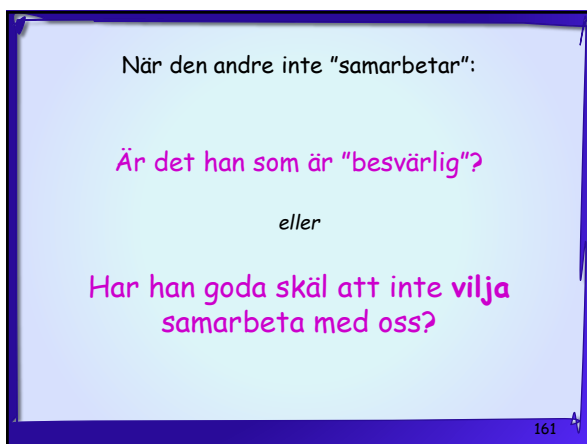 När den andre inte ”samarbetar”:
Är det han som är ”besvärlig”?
eller
Har han goda skäl att inte vilja
samarbeta med oss?
161